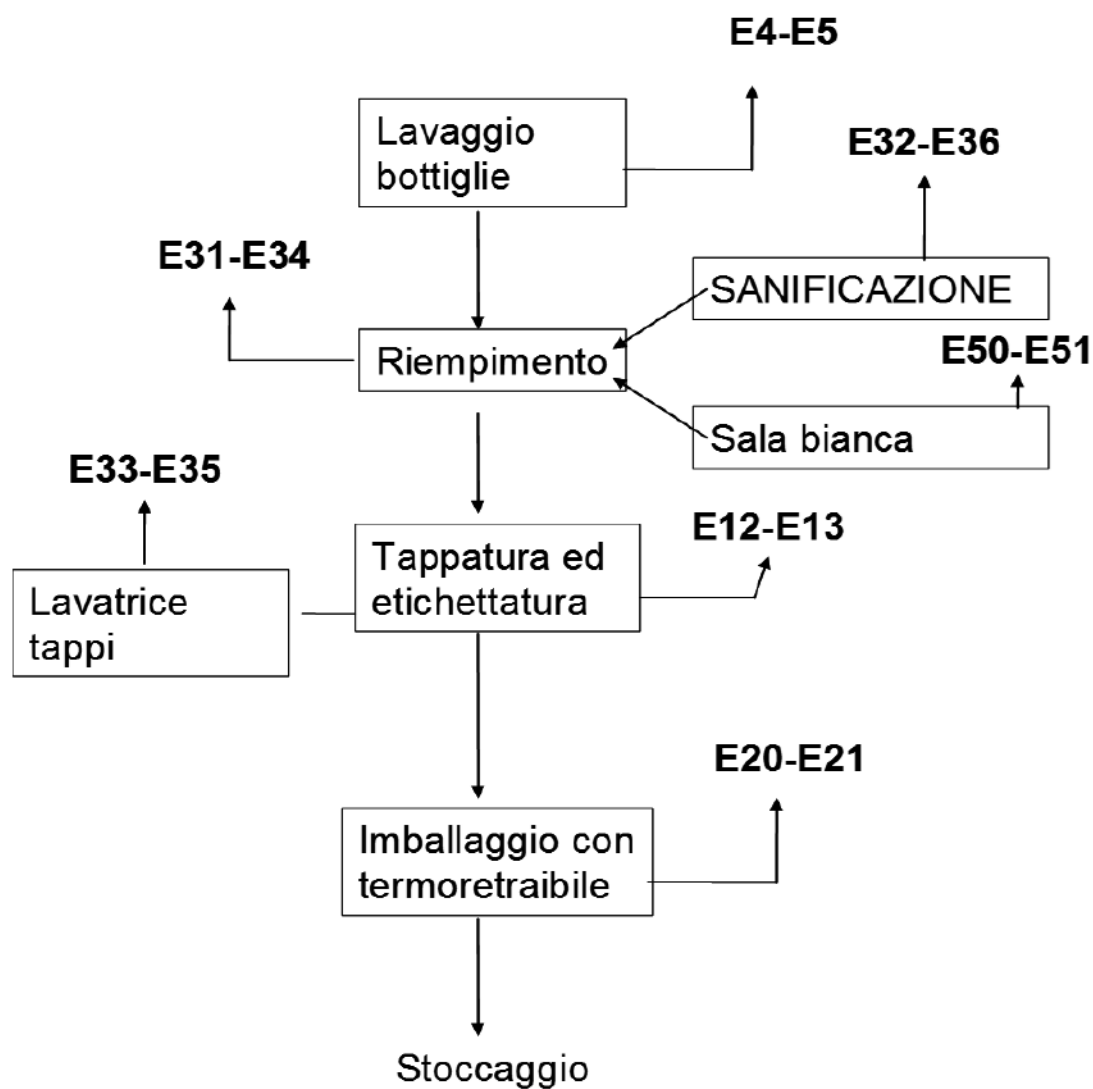 E4-E5
Lavaggio
bottiglie
E32-E36
E31-E34
SANIFICAZIONE
Riempimento
E50-E51
Sala bianca
E33-E35
E12-E13
Tappatura ed
etichettatura
Lavatrice
tappi
E20-E21
Imballaggio con
termoretraibile
Stoccaggio